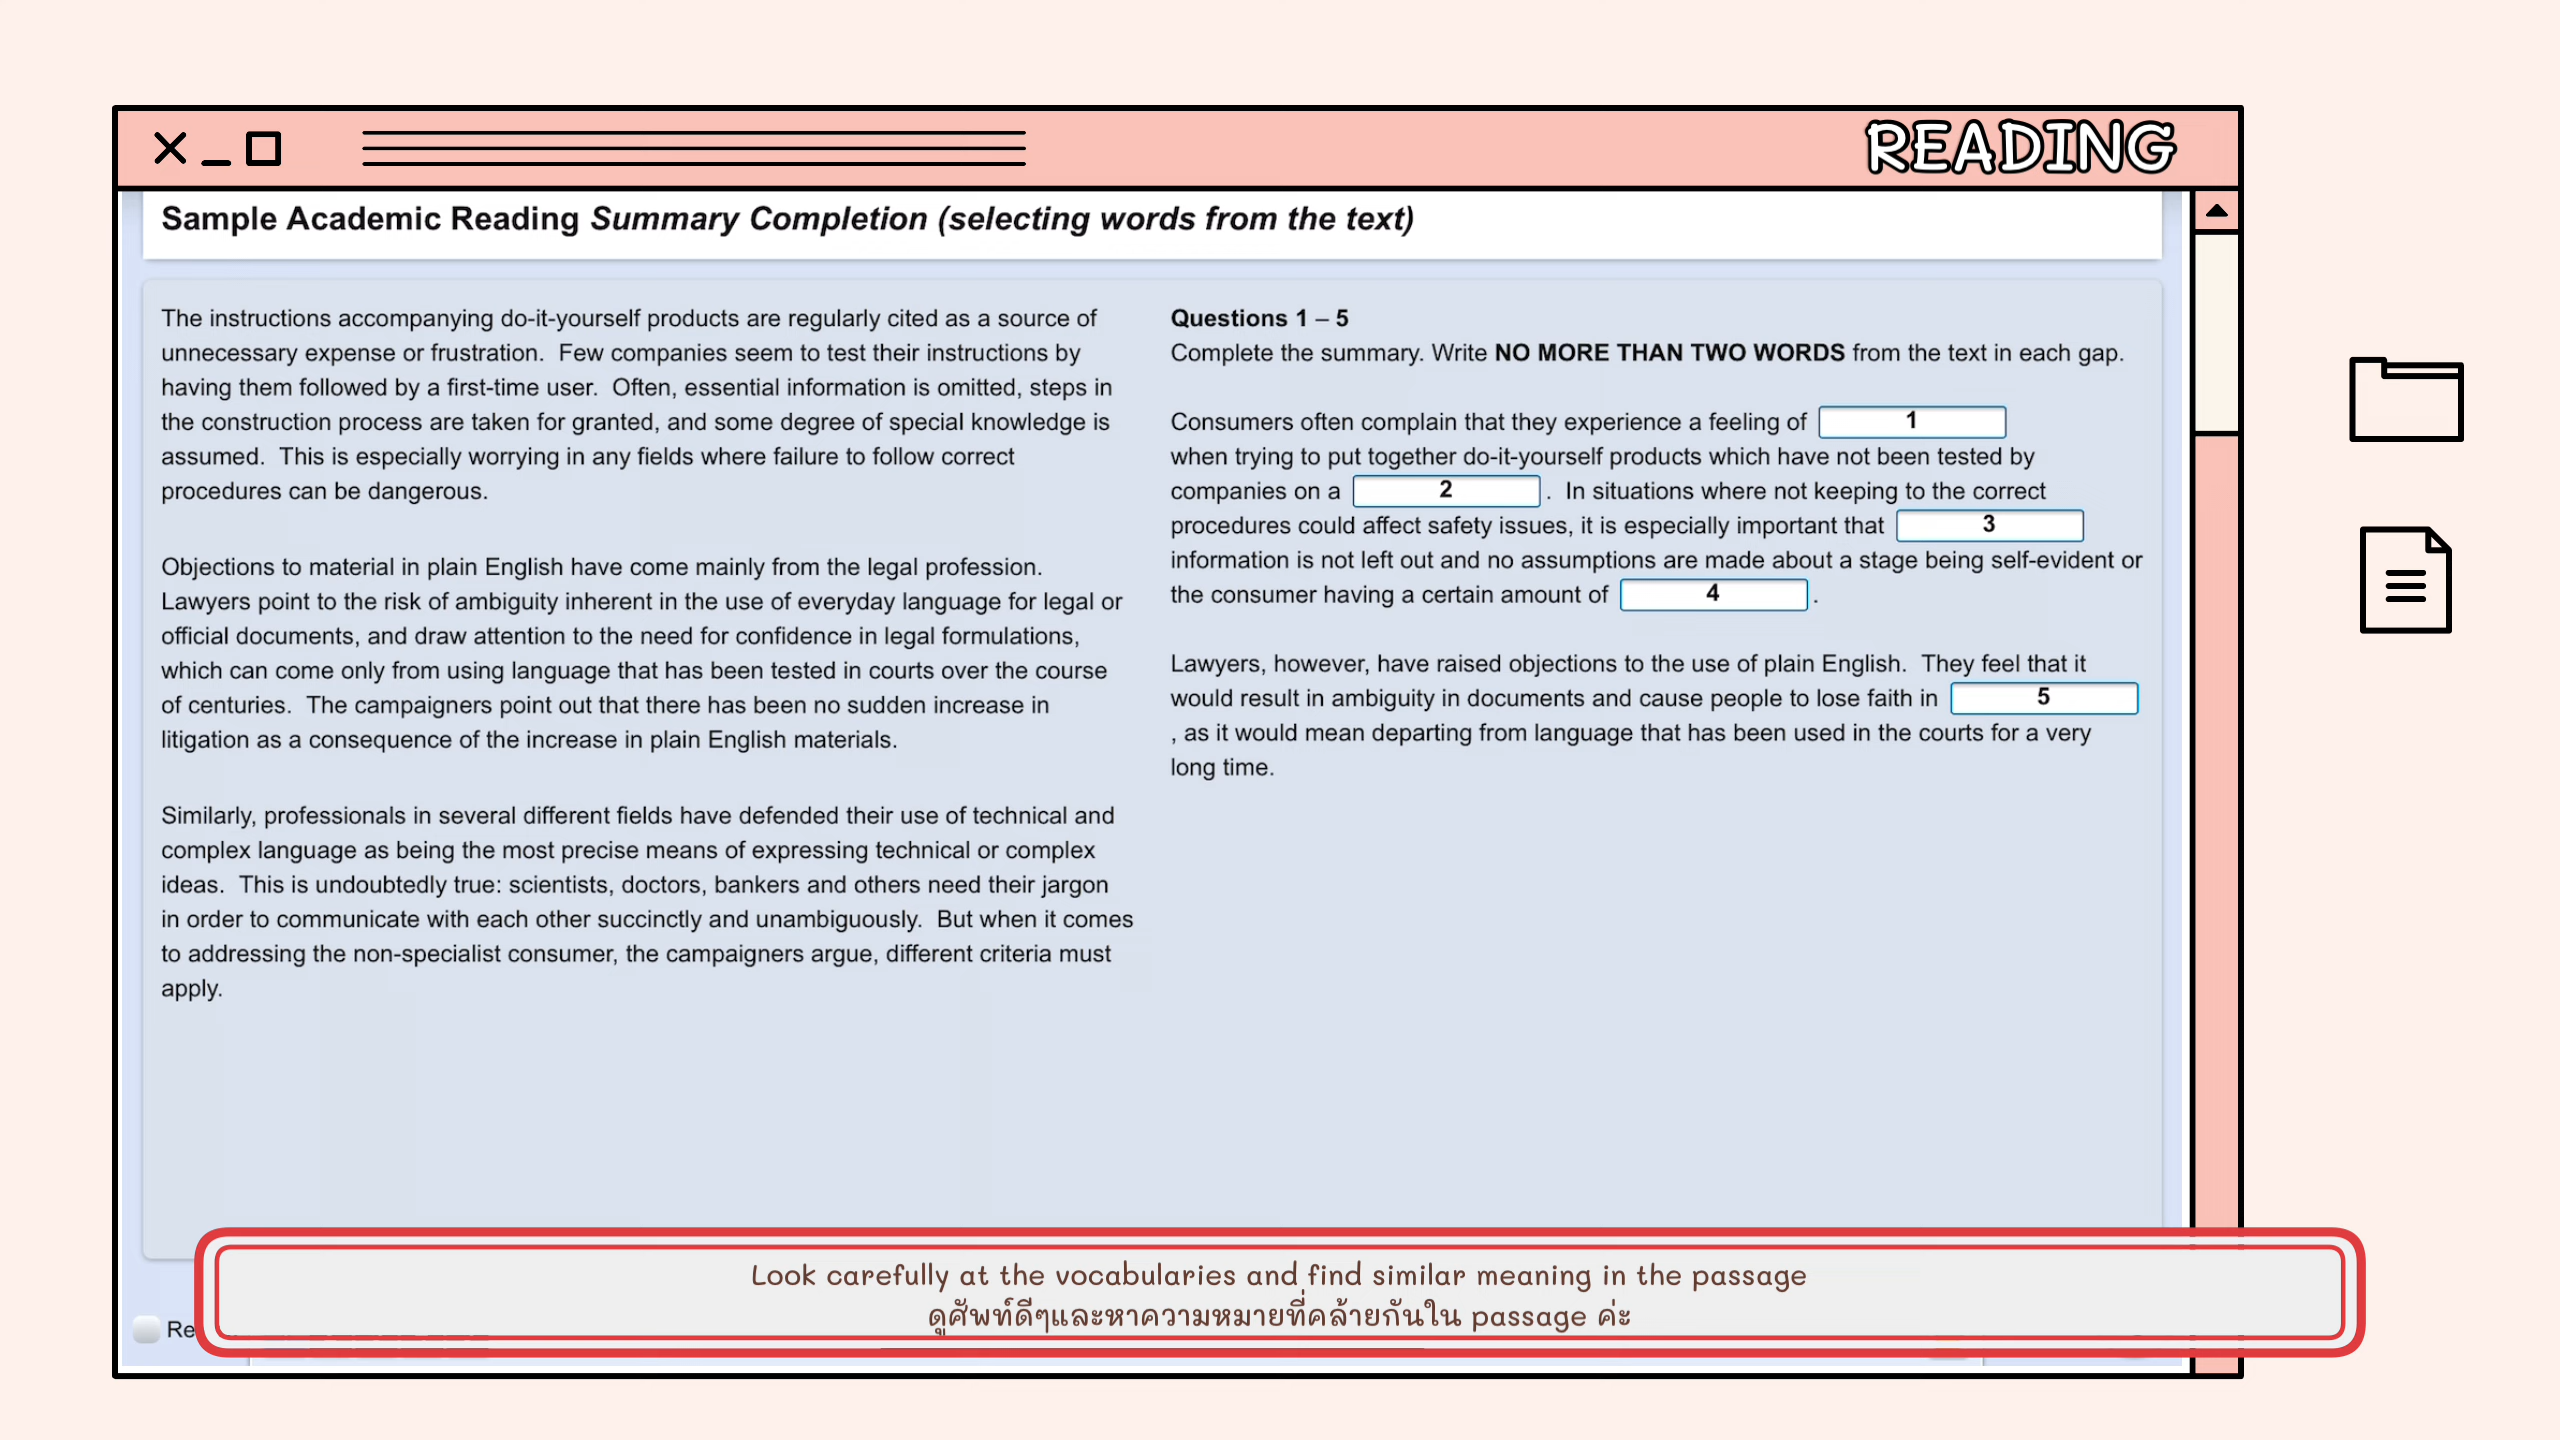 READING
Sample Academic Reading Summary Completion (selecting words from the text)
The instructions accompanying do-it-yourself products are regularly cited as a source of
unnecessary expense or frustration.  Few companies seem to test their instructions by
having them followed by a first-time user.  Often, essential information is omitted, steps in
the construction process are taken for granted, and some degree of special knowledge is
assumed.  This is especially worrying in any fields where failure to follow correct
procedures can be dangerous.
Objections to material in plain English have come mainly from the legal profession.
Lawyers point to the risk of ambiguity inherent in the use of everyday language for legal or
official documents, and draw attention to the need for confidence in legal formulations,
which can come only from using language that has been tested in courts over the course
of centuries.  The campaigners point out that there has been no sudden increase in
litigation as a consequence of the increase in plain English materials.
Similarly, professionals in several different fields have defended their use of technical and
complex language as being the most precise means of expressing technical or complex
ideas.  This is undoubtedly true: scientists, doctors, bankers and others need their jargon
in order to communicate with each other succinctly and unambiguously.  But when it comes
to addressing the non-specialist consumer, the campaigners argue, different criteria must
apply.
Questions 1 – 5
Complete the summary. Write NO MORE THAN TWO WORDS from the text in each gap.
Consumers often complain that they experience a feeling of 1
when trying to put together do-it-yourself products which have not been tested by
companies on a 2 .  In situations where not keeping to the correct
procedures could affect safety issues, it is especially important that 3
information is not left out and no assumptions are made about a stage being self-evident or
the consumer having a certain amount of 4 .
Lawyers, however, have raised objections to the use of plain English.  They feel that it
would result in ambiguity in documents and cause people to lose faith in 5
, as it would mean departing from language that has been used in the courts for a very
long time.
Look carefully at the vocabularies and find similar meaning in the passage
ดูศัพท์ดีๆและหาความหมายที่คล้ายกันใน passage ค่ะ